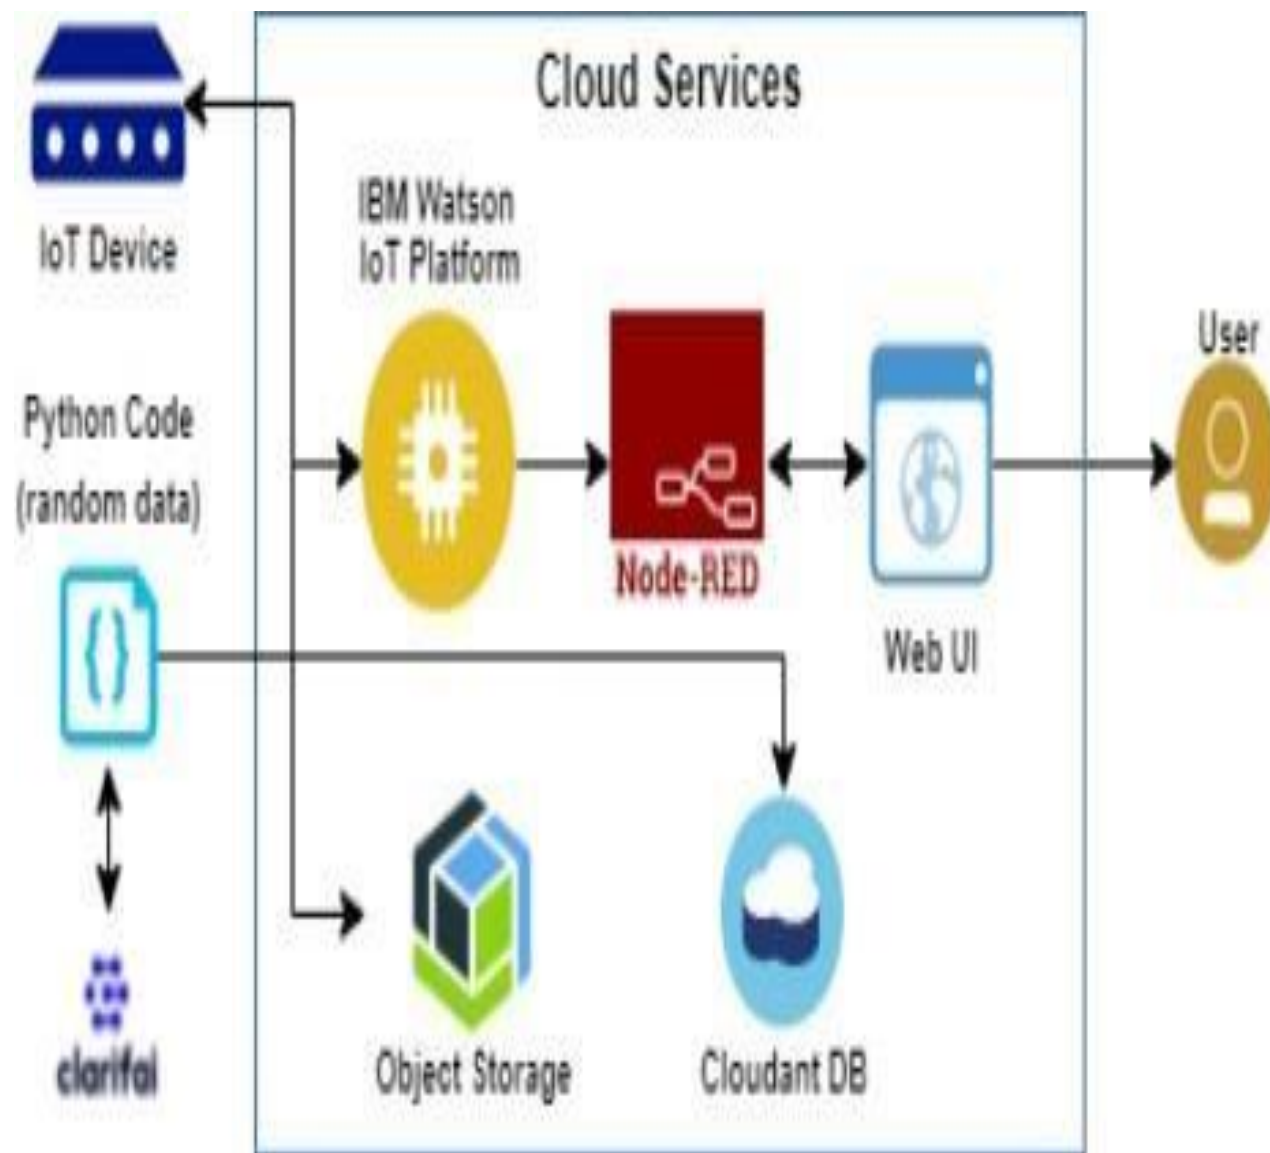 Cloud Services
IoT Device
IBM Watson
IoT Platform
User
Python Code
(random data)
Node-RED
Web UI
clarifai
Object Storage
Cloudant DB